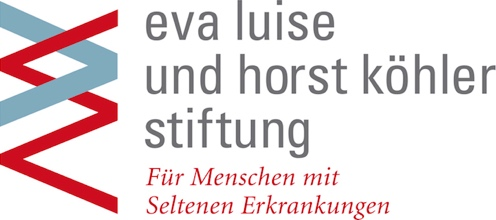 eva luise
und horst köhler
stiftung
Für Menschen mit
Seltenen Erkrankungen